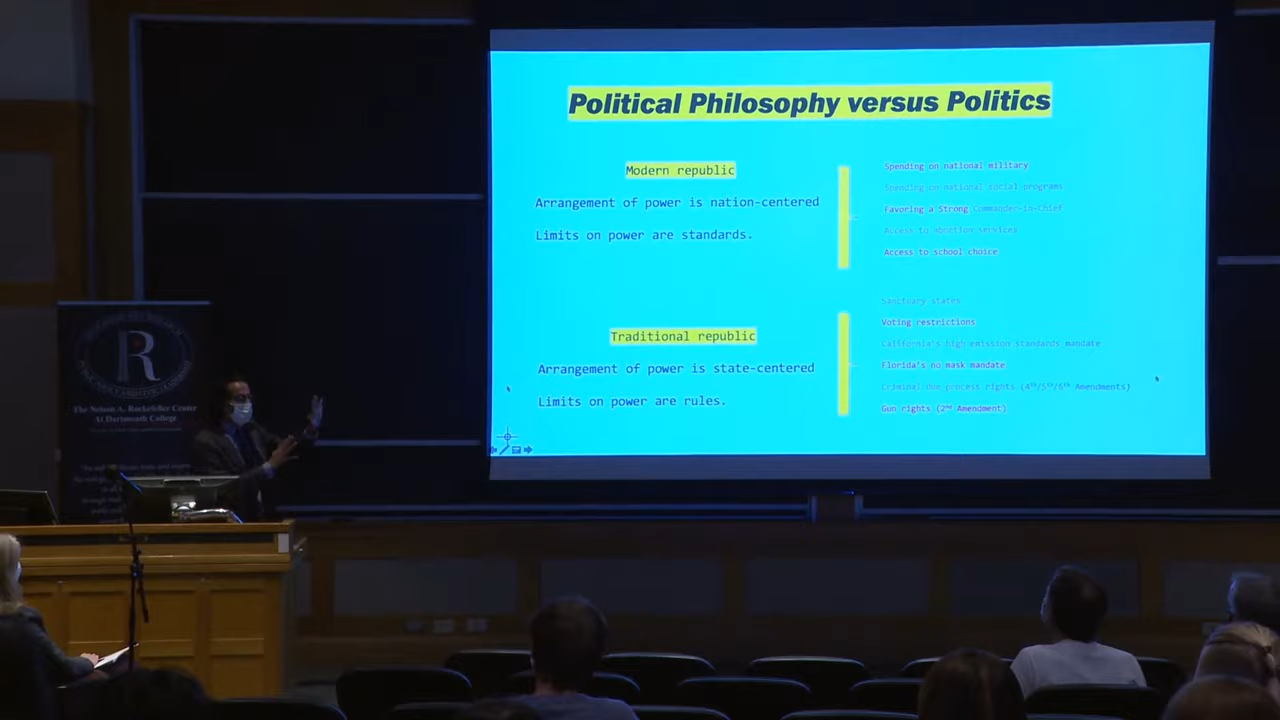 Political Philosophy versus Politics
Modern republic
Arrangement of power is nation-centered
Limits on power are standards.
Spending on national military
Spending on national social programs
Favoring a Strong Commander-in-Chief
Access to abortion services
Access to school choice
Traditional republic
Arrangement of power is state-centered
Limits on power are rules.
Sanctuary states
Voting restrictions
California's high emission standards mandate
Florida's no mask mandate
Criminal due process rights (4th/5th/6th Amendments)
Gun rights (2nd Amendment)
R
The Nelson A. Rockefeller Center
At Dartmouth College